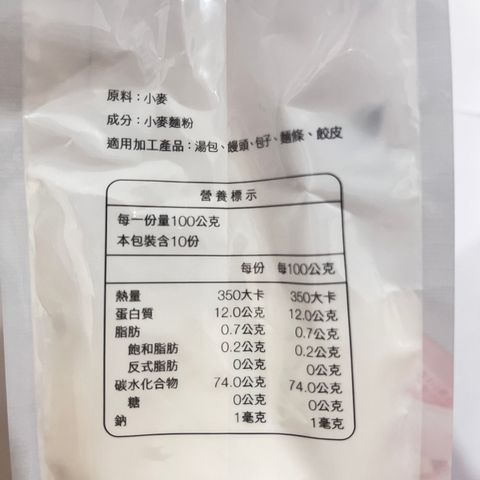 原料：小麥
成分：小麥麵粉
適用加工產品：湯包、饅頭、包子、麵條、餃皮
營養標示
每一份量100公克
本包裝含10份
每份 每100公克
熱量 350大卡 350大卡
蛋白質 12.0公克 12.0公克
脂肪 0.7公克 0.7公克
飽和脂肪 0.2公克 0.2公克
反式脂肪 0公克 0公克
碳水化合物 74.0公克 74.0公克
糖 0公克 0公克
鈉 1毫克 1毫克